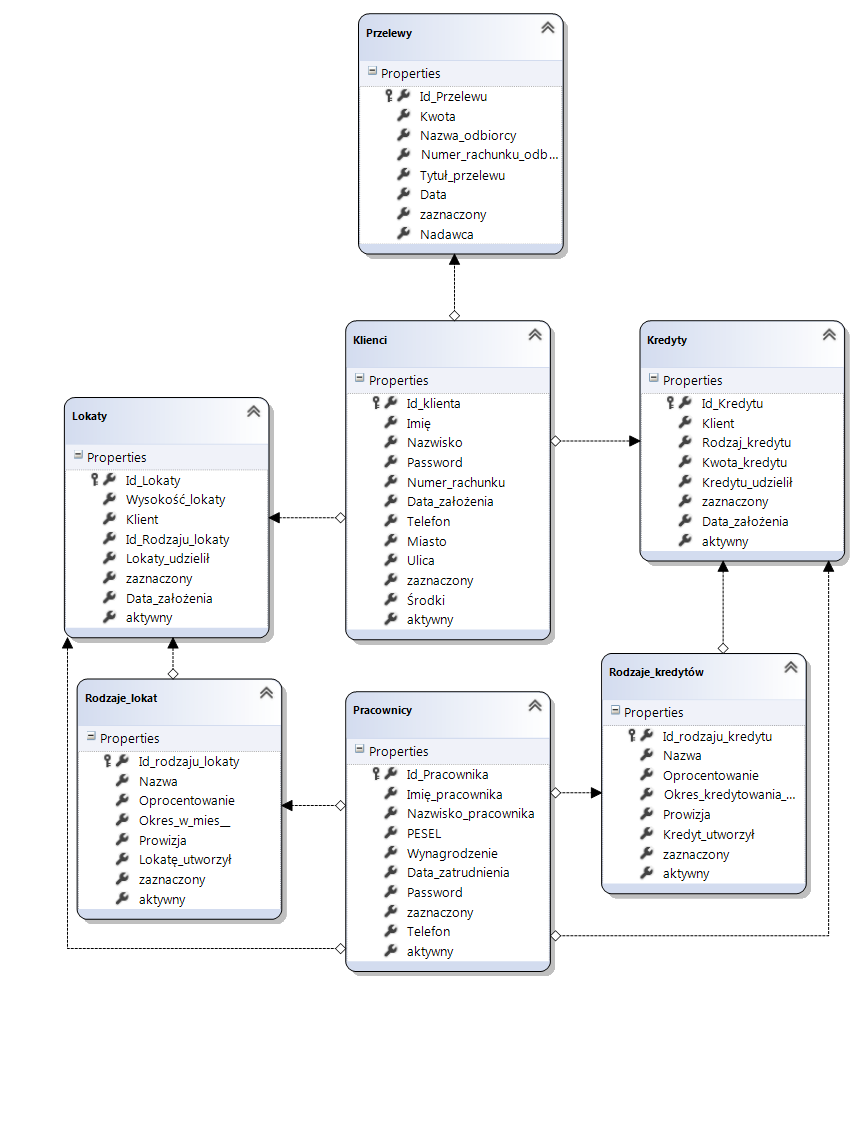 Przelewy
Properties
Id_Przelewu
Kwota
Nazwa_odbiorcy
Numer_rachunku_odb...
Tytuł_przelewu
Data
zaznaczony
Nadawca
Klienci
Properties
Id_klienta
Imię
Nazwisko
Password
Numer_rachunku
Data_założenia
Telefon
Miasto
Ulica
zaznaczony
Środki
aktywny
Kredyty
Properties
Id_Kredytu
Klient
Rodzaj_kredytu
Kwota_kredytu
Kredytu_udzielił
zaznaczony
Data_założenia
aktywny
Lokaty
Properties
Id_Lokaty
Wysokość_lokaty
Klient
Id_Rodzaju_lokaty
Lokaty_udzielił
zaznaczony
Data_założenia
aktywny
Rodzaje_lokat
Properties
Id_rodzaju_lokaty
Nazwa
Oprocentowanie
Okres_w_mies__
Prowizja
Lokatę_utworzył
zaznaczony
aktywny
Pracownicy
Properties
Id_Pracownika
Imię_pracownika
Nazwisko_pracownika
PESEL
Wynagrodzenie
Data_zatrudnienia
Password
zaznaczony
Telefon
aktywny
Rodzaje_kredytów
Properties
Id_rodzaju_kredytu
Nazwa
Oprocentowanie
Okres_kredytowania_...
Prowizja
Kredyt_utworzył
zaznaczony
aktywny